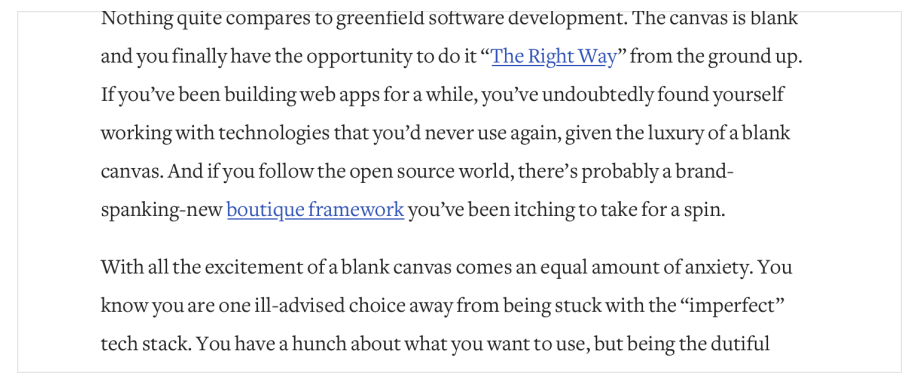 Nothing quite compares to greenfield software development. The canvas is blank
and you finally have the opportunity to do it “The Right Way” from the ground up.
If you’ve been building web apps for a while, you’ve undoubtedly found yourself
working with technologies that you’d never use again, given the luxury of a blank
canvas. And if you follow the open source world, there’s probably a brand-
spanking-new boutique framework you’ve been itching to take for a spin.
With all the excitement of a blank canvas comes an equal amount of anxiety. You
know you are one ill-advised choice away from being stuck with the “imperfect”
tech stack. You have a hunch about what you want to use, but being the dutiful